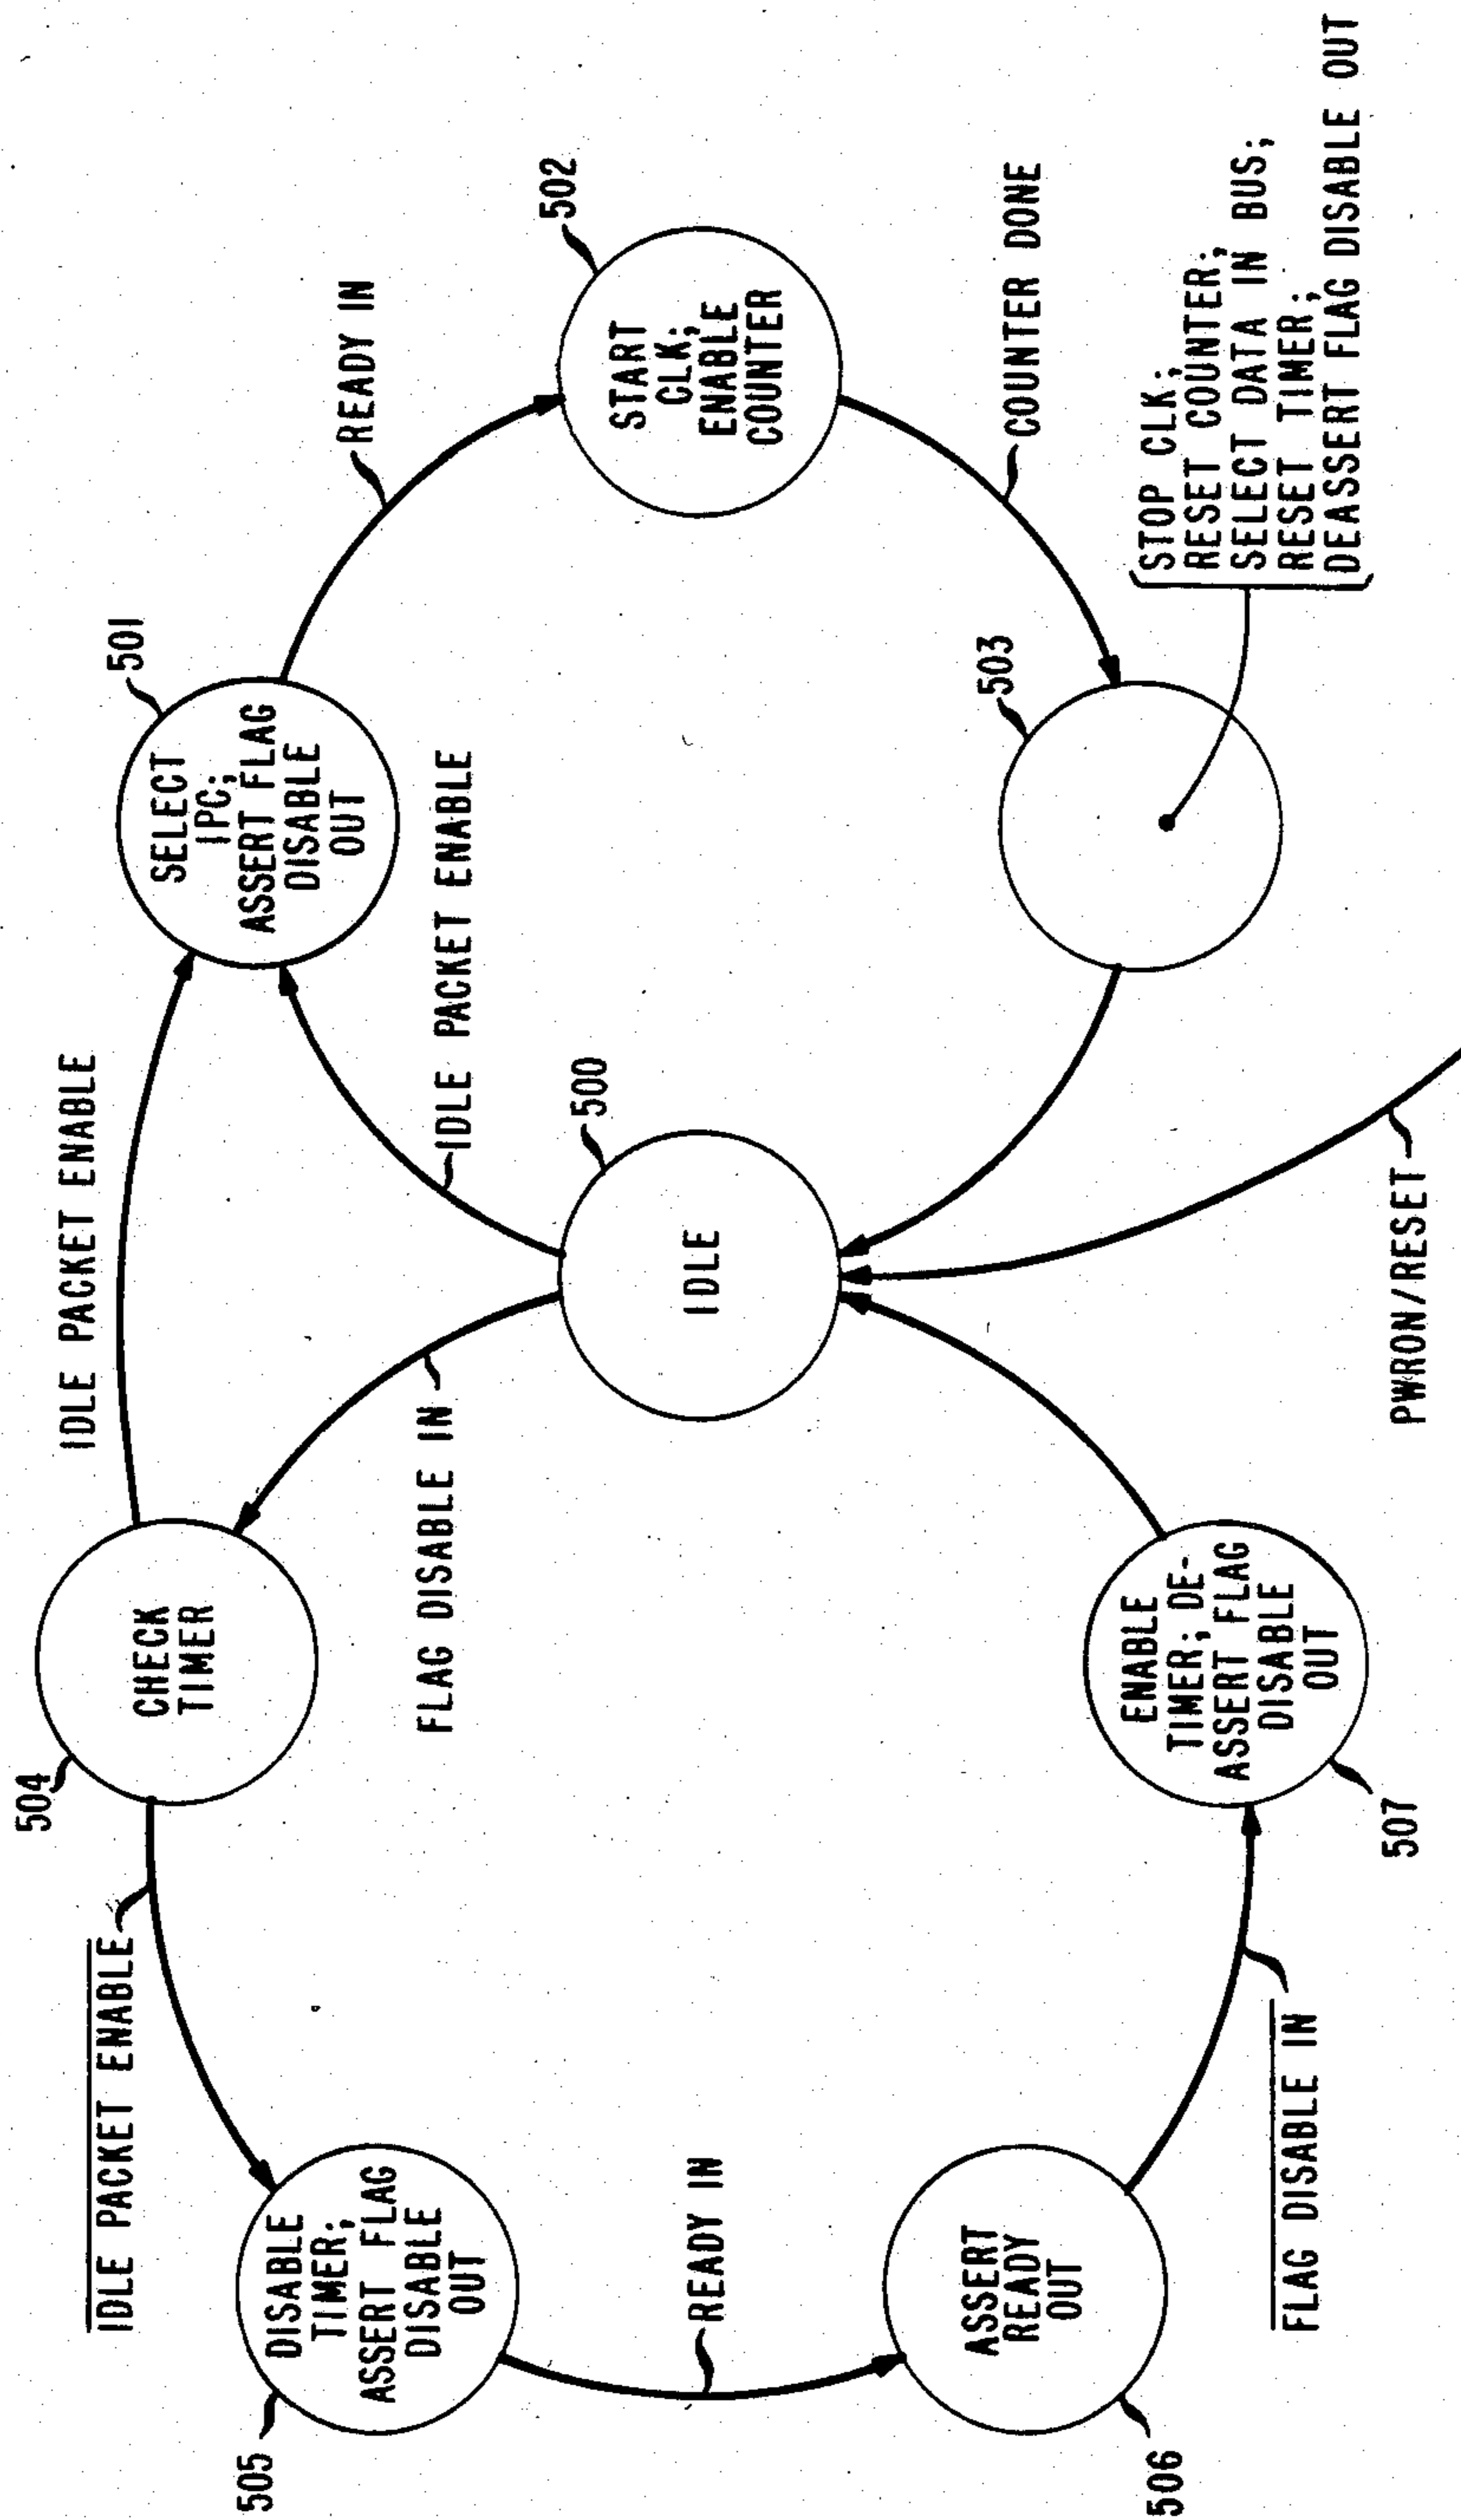 504
CHECK
TIMER
IDLE PACKET ENABLE
SELECT
IPC;
ASSERT FLAG
DISABLE
OUT
501
IDLE PACKET ENABLE
505
DISABLE
TIMER;
ASSERT FLAG
DISABLE
OUT
FLAG DISABLE IN
IDLE PACKET ENABLE
READY IN
READY IN
IDLE
500
START
CLK;
ENABLE
COUNTER
502
506
ASSERT
READY
OUT
FLAG DISABLE IN
ENABLE
TIMER; DE-
ASSERT FLAG
DISABLE
OUT
507
503
COUNTER DONE
STOP CLK;
RESET COUNTER;
SELECT DATA IN BUS;
RESET TIMER;
DEASSERT FLAG DISABLE OUT
PWRON/RESET